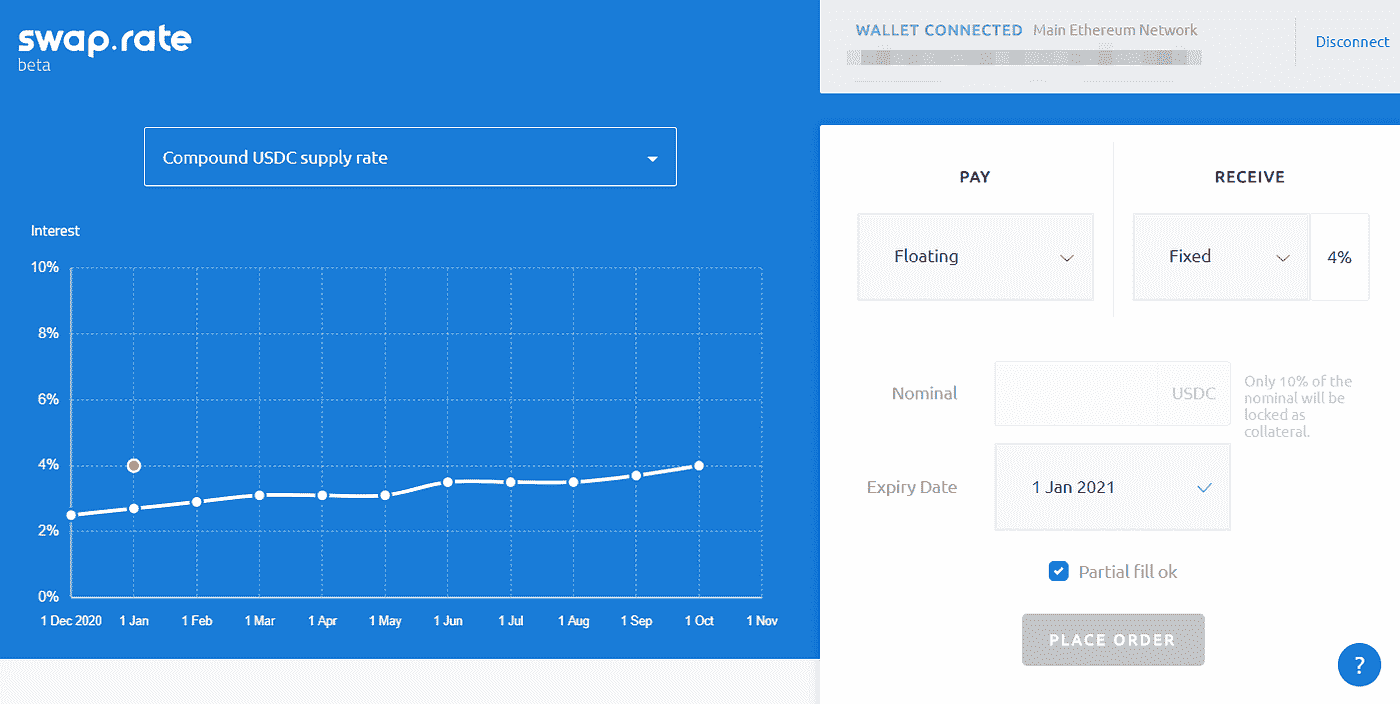 swap.rate
beta
WALLET CONNECTED Main Ethereum Network
Disconnect
Compound USDC supply rate
Interest
10%
8%
6%
4%
2%
0%
1 Dec 2020 1 Jan 1 Feb 1 Mar 1 Apr 1 May 1 Jun 1 Jul 1 Aug 1 Sep 1 Oct 1 Nov
PAY
RECEIVE
Floating
Fixed
4%
Nominal
USDC
Only 10% of the
nominal will be
locked as
collateral.
Expiry Date
1 Jan 2021
Partial fill ok
PLACE ORDER
?